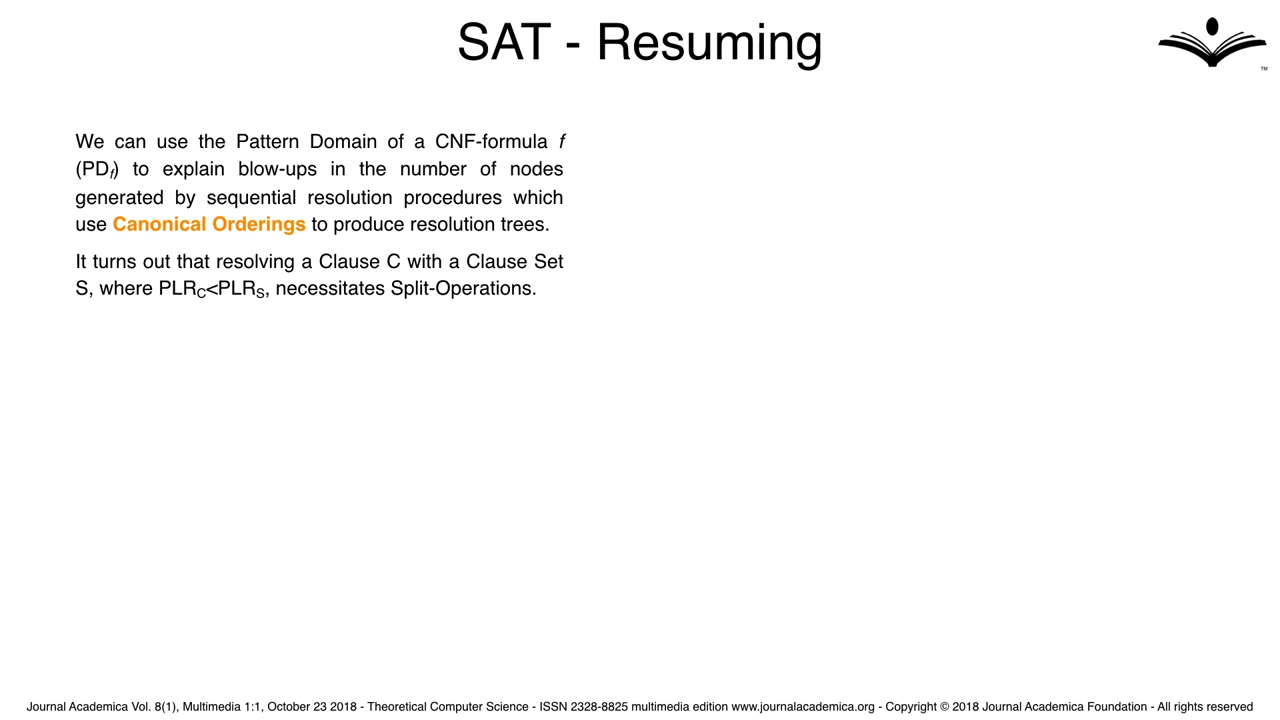 SAT - Resuming
TM
We can use the Pattern Domain of a CNF-formula f
(PDf) to explain blow-ups in the number of nodes
generated by sequential resolution procedures which
use Canonical Orderings to produce resolution trees.
It turns out that resolving a Clause C with a Clause Set
S, where PLRC<PLRS, necessitates Split-Operations.
Journal Academica Vol. 8(1), Multimedia 1:1, October 23 2018 - Theoretical Computer Science - ISSN 2328-8825 multimedia edition www.journalacademica.org - Copyright © 2018 Journal Academica Foundation - All rights reserved